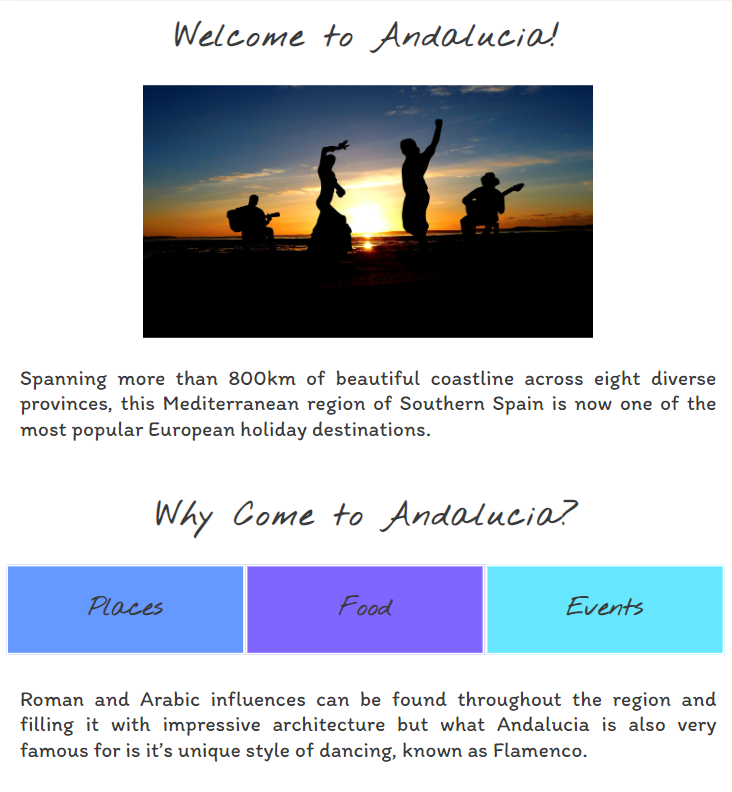 Welcome to Andalucia!
Spanning more than 800km of beautiful coastline across eight diverse
provinces, this Mediterranean region of Southern Spain is now one of the
most popular European holiday destinations.
Why Come to Andalucia?
Places
Food
Events
Roman and Arabic influences can be found throughout the region and
filling it with impressive architecture but what Andalucia is also very
famous for is it's unique style of dancing, known as Flamenco.